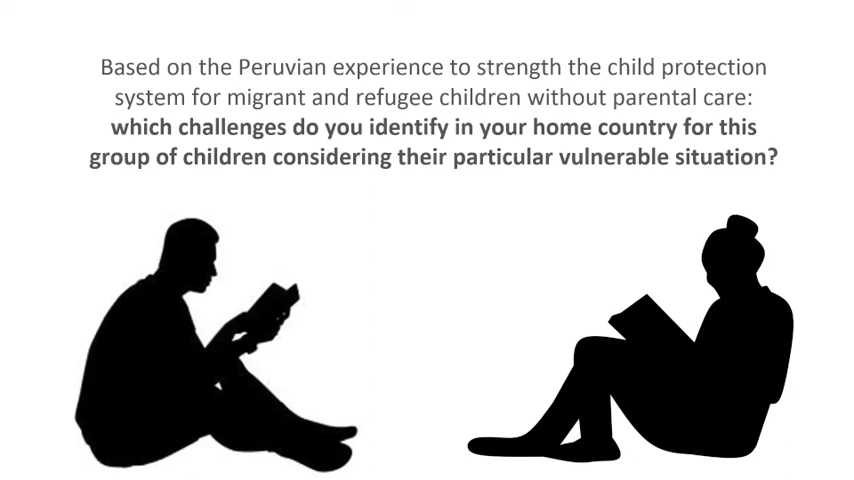 Based on the Peruvian experience to strength the child protection
system for migrant and refugee children without parental care:
which challenges do you identify in your home country for this
group of children considering their particular vulnerable situation?